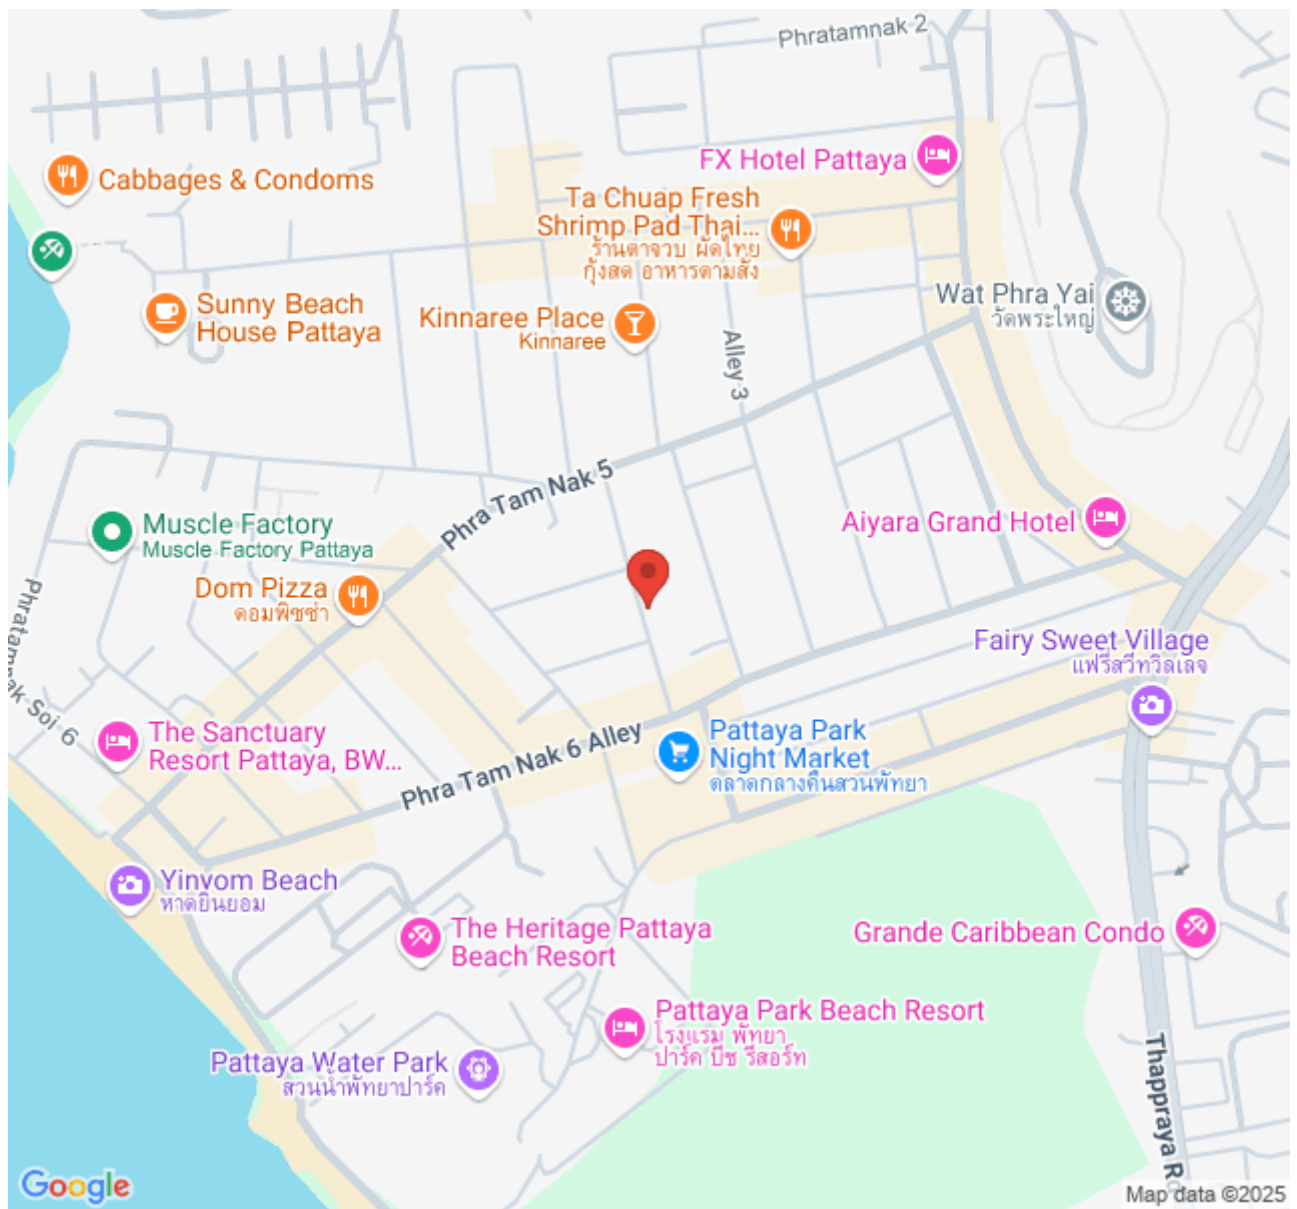 Phratamnak 2
FX Hotel Pattaya
Cabbages & Condoms
Ta Chuap Fresh
Shrimp Pad Thai...
ร้านตาจวบ ผัดไทย
กุ้งสด อาหารตามสั่ง
Wat Phra Yai
วัดพระใหญ่
Sunny Beach
House Pattaya
Kinnaree Place
Kinnaree
Alley 3
Phra Tam Nak 5
Muscle Factory
Muscle Factory Pattaya
Aiyara Grand Hotel
Dom Pizza
ดอมพิซซ่า
Phratamnak Soi 6
Fairy Sweet Village
แฟรี่สวีทวิลเลจ
The Sanctuary
Resort Pattaya, BW...
Phra Tam Nak 6 Alley
Pattaya Park
Night Market
ตลาดกลางคืนสวนพัทยา
Yinyom Beach
หาดยินยอม
The Heritage Pattaya
Beach Resort
Grande Caribbean Condo
Pattaya Park Beach Resort
โรงแรม พัทยา
ปาร์ค บีช รีสอร์ท
Pattaya Water Park
สวนน้ำพัทยาปาร์ค
Thappraya Rd
Google
Map data ©2025